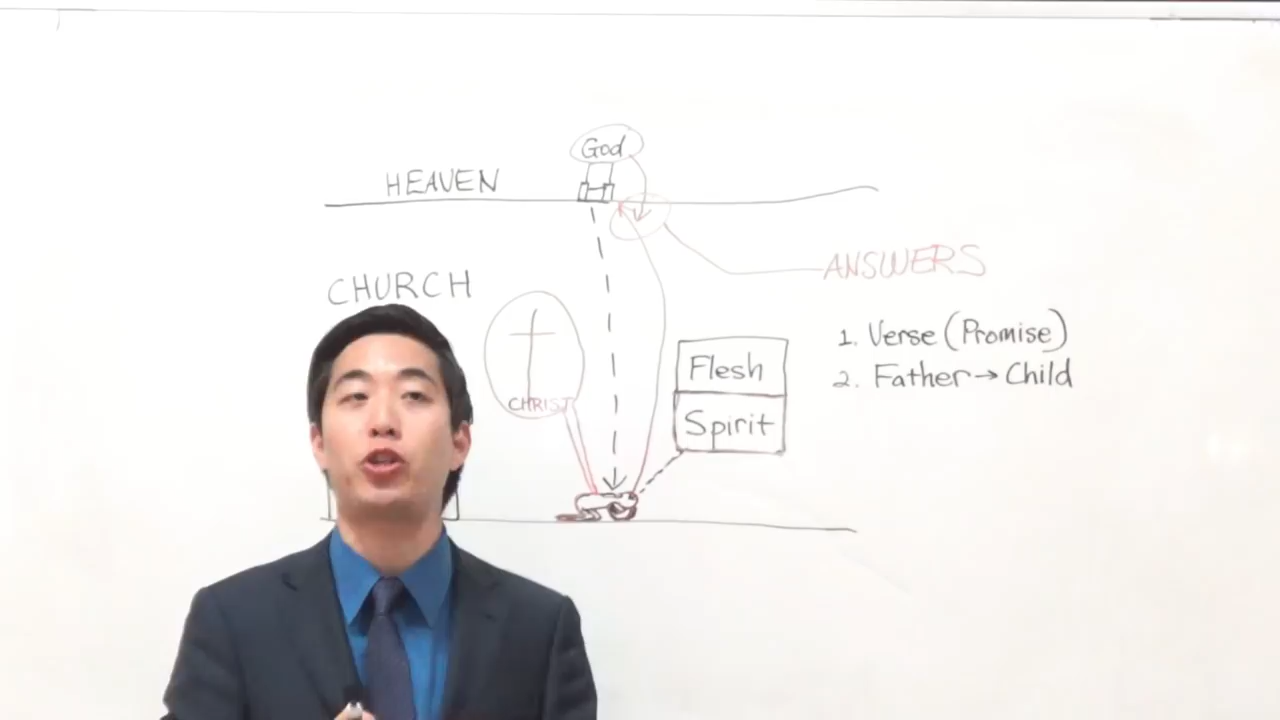 God
HEAVEN
ANSWERS
CHURCH
1. Verse (Promise)
Flesh
2. Father → Child
CHRIST
Spirit